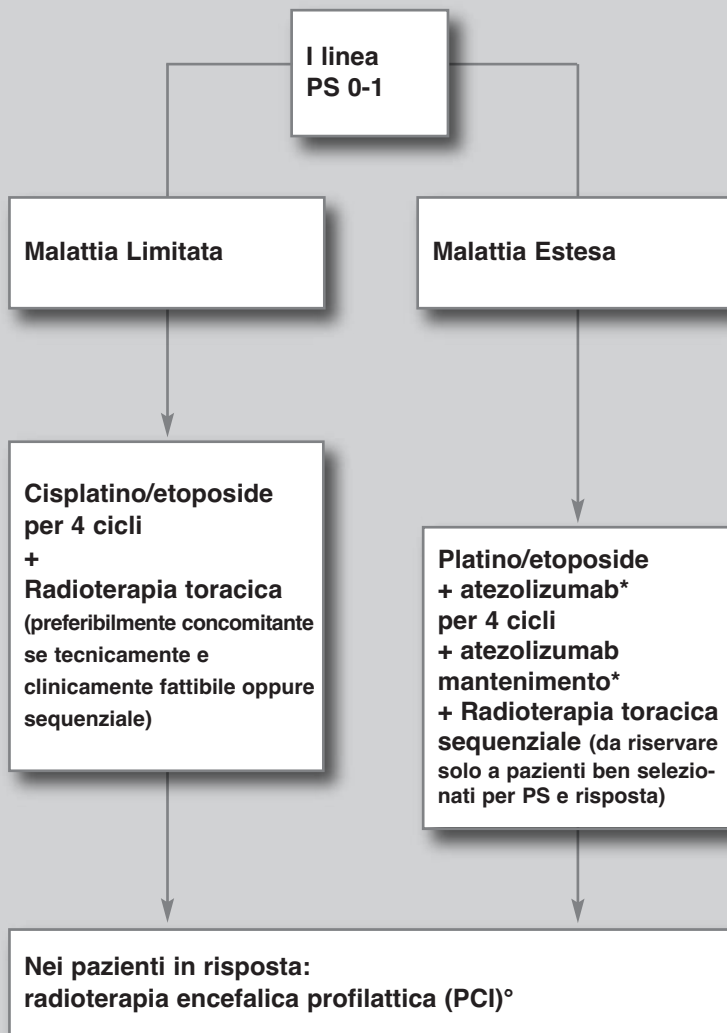 I linea
PS 0-1
Malattia Limitata
Malattia Estesa
Cisplatino/etoposide
per 4 cicli
+
Radioterapia toracica
(preferibilmente concomitante
se tecnicamente e
clinicamente fattibile oppure
sequenziale)
Platino/etoposide
+ atezolizumab*
per 4 cicli
+ atezolizumab
mantenimento*
+ Radioterapia toracica
sequenziale (da riservare
solo a pazienti ben selezio-
nati per PS e risposta)
Nei pazienti in risposta:
radioterapia encefalica profilattica (PCI)°